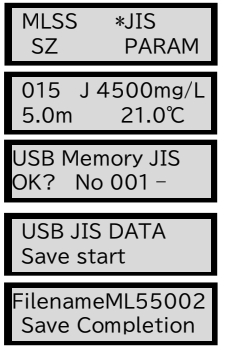 MLSS *JIS
SZ PARAM
015 J 4500mg/L
5.0m 21.0℃
USB Memory JIS
OK? No 001 –
USB JIS DATA
Save start
FilenameML55002
Save Completion